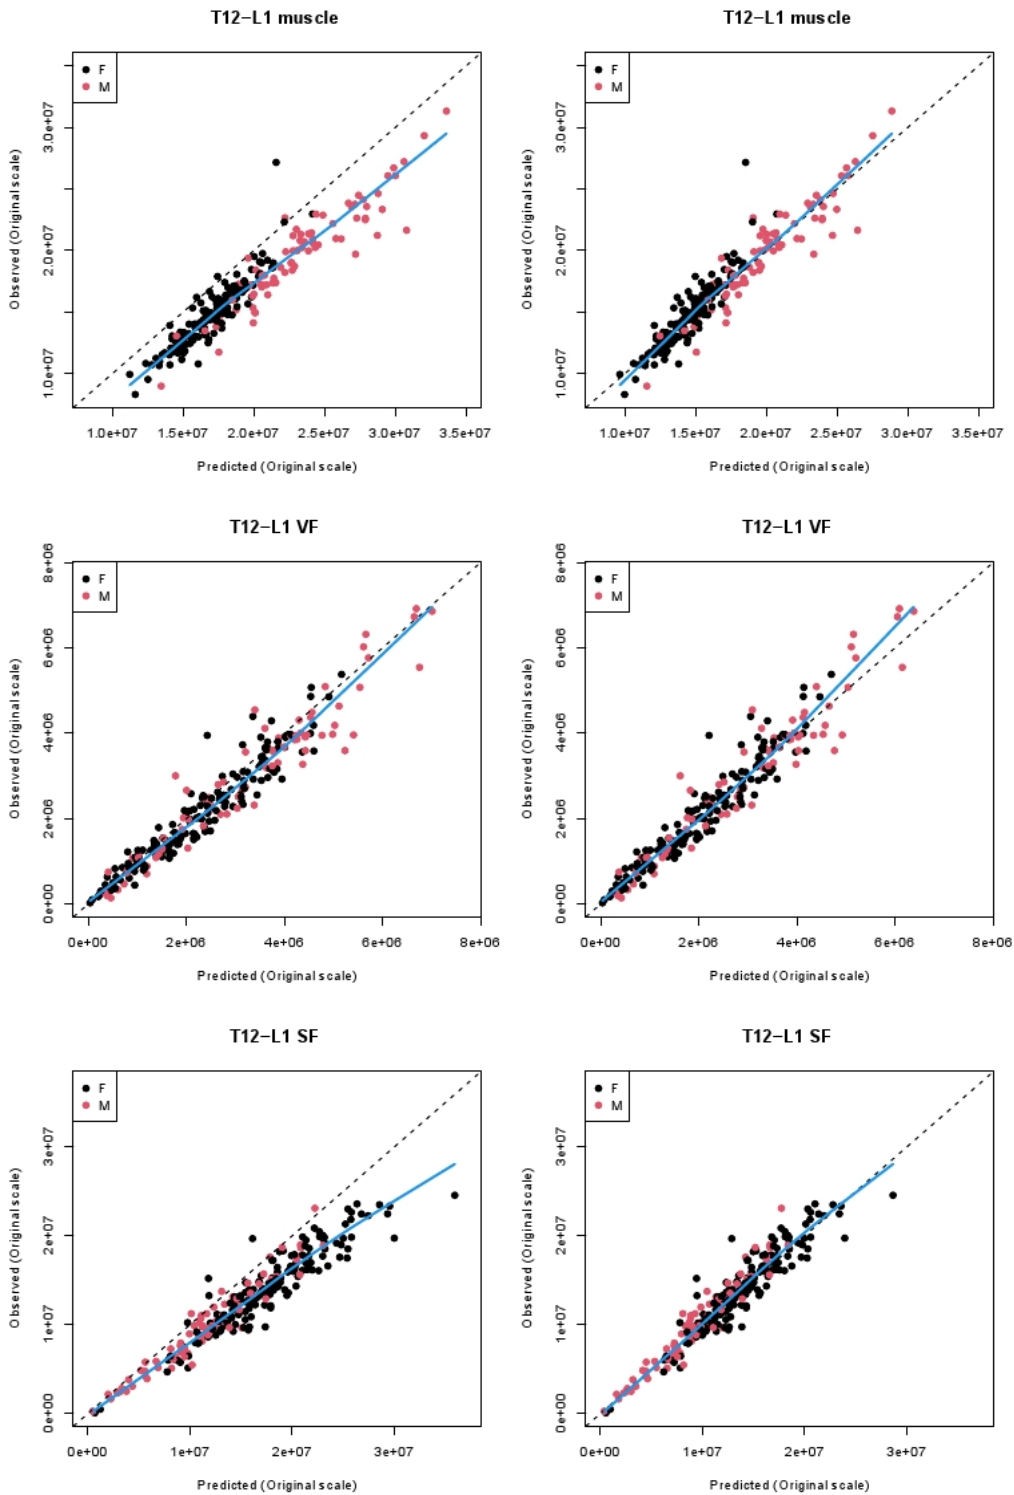 T12−L1 muscle
F
M
3.0e+07
2.0e+07
1.0e+07
Observed (Original scale)
1.0e+07 1.5e+07 2.0e+07 2.5e+07 3.0e+07 3.5e+07
Predicted (Original scale)
T12−L1 muscle
F
M
3.0e+07
2.0e+07
1.0e+07
Observed (Original scale)
1.0e+07 1.5e+07 2.0e+07 2.5e+07 3.0e+07 3.5e+07
Predicted (Original scale)
T12−L1 VF
F
M
8e+06
6e+06
4e+06
2e+06
0e+00
Observed (Original scale)
0e+00 2e+06 4e+06 6e+06 8e+06
Predicted (Original scale)
T12−L1 VF
F
M
8e+06
6e+06
4e+06
2e+06
0e+00
Observed (Original scale)
0e+00 2e+06 4e+06 6e+06 8e+06
Predicted (Original scale)
T12−L1 SF
F
M
3e+07
2e+07
1e+07
0e+00
Observed (Original scale)
0e+00 1e+07 2e+07 3e+07
Predicted (Original scale)
T12−L1 SF
F
M
3e+07
2e+07
1e+07
0e+00
Observed (Original scale)
0e+00 1e+07 2e+07 3e+07
Predicted (Original scale)